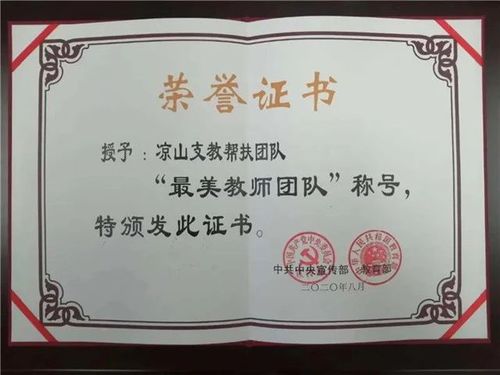 荣誉证书
授予：凉山支教帮扶团队
“最美教师团队”称号，
特颁发此证书。
中共中央宣传部 教育部
二〇二〇年八月